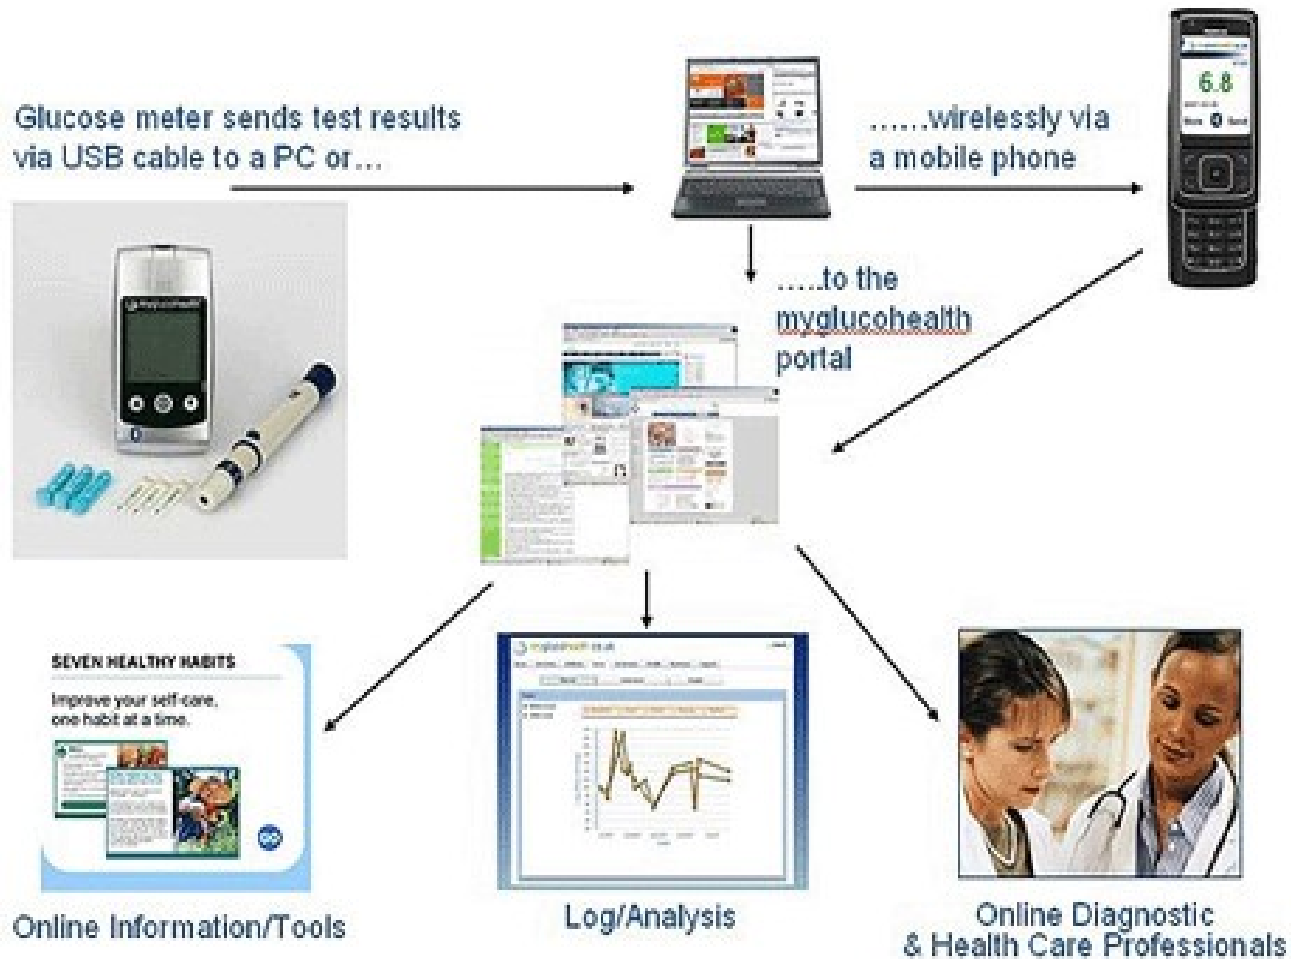 Glucose meter sends test results
via USB cable to a PC or...
......wirelessly via
a mobile phone
6.8
.....to the
myglucohealth
portal
SEVEN HEALTHY HABITS
Improve your self-care,
one habit at a time.
Online Information/Tools
Log/Analysis
Online Diagnostic
& Health Care Professionals